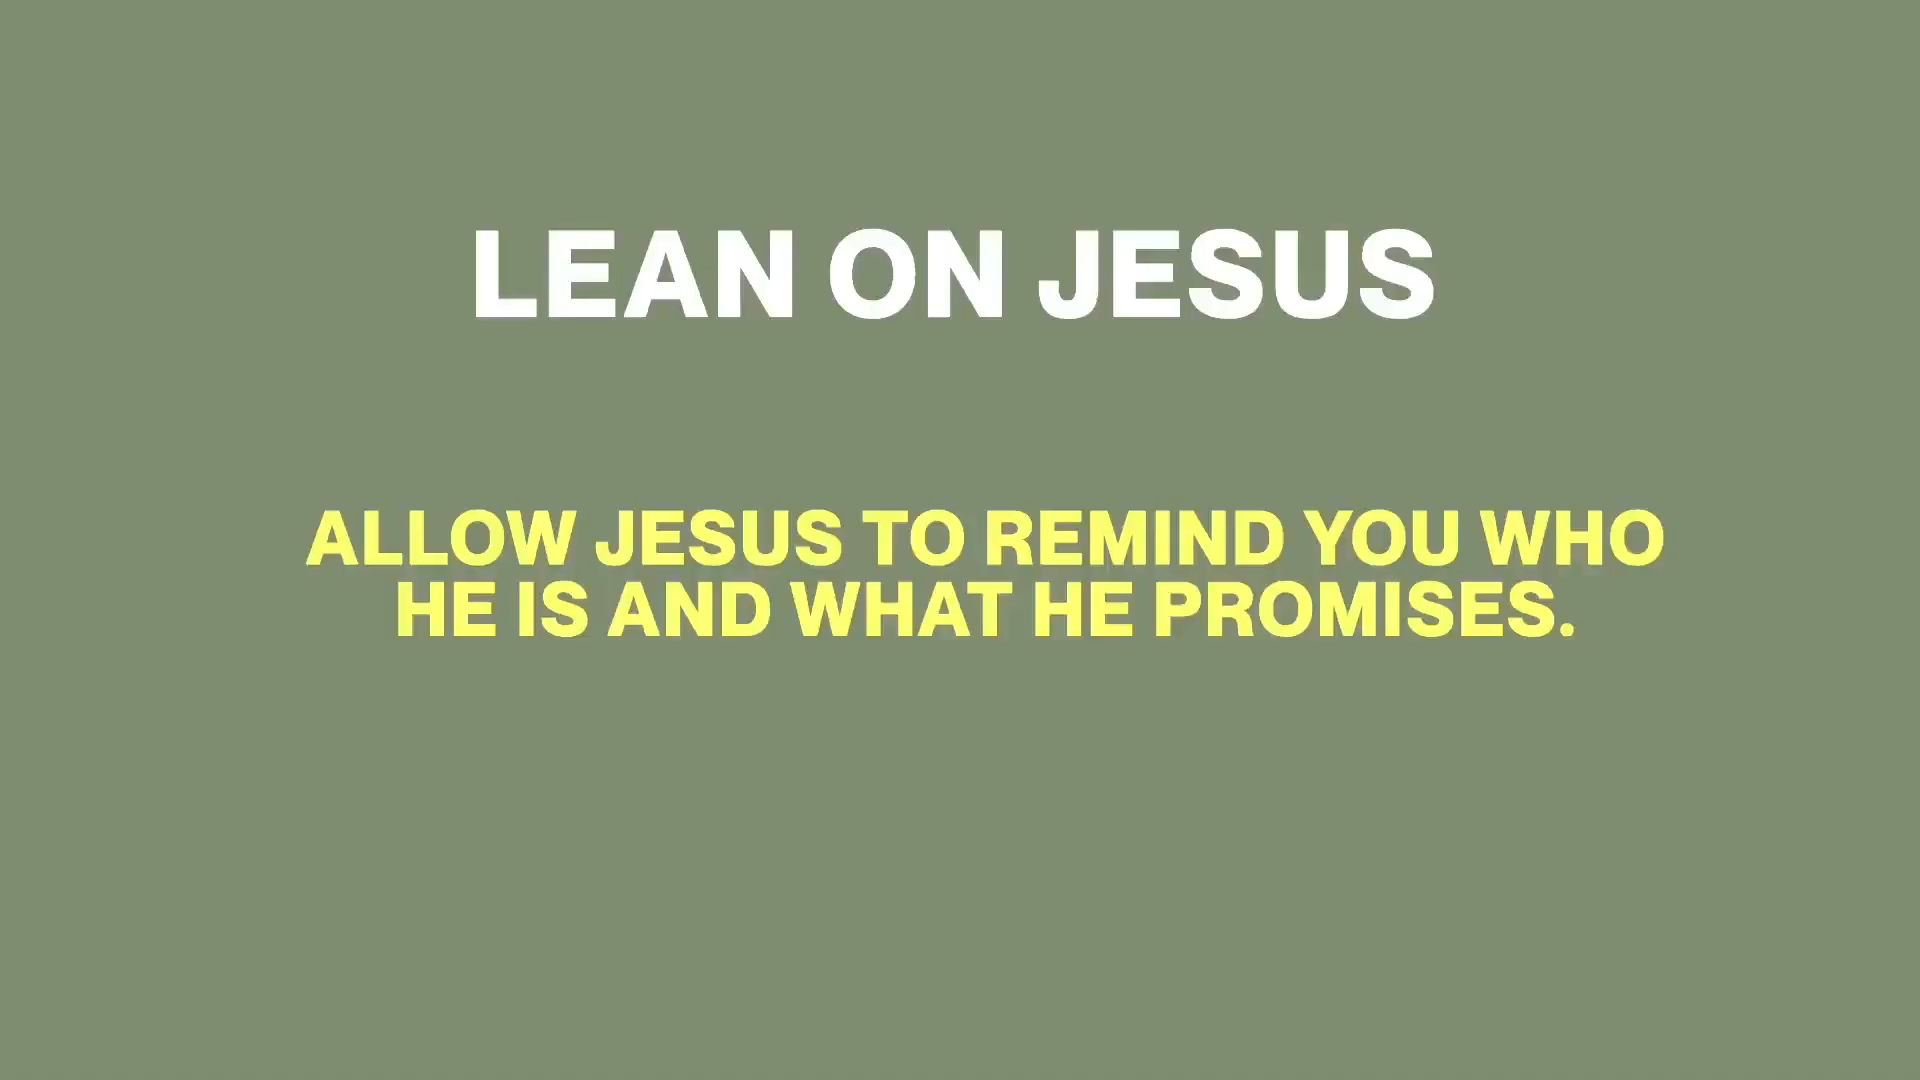 LEAN ON JESUS
ALLOW JESUS TO REMIND YOU WHO
HE IS AND WHAT HE PROMISES.